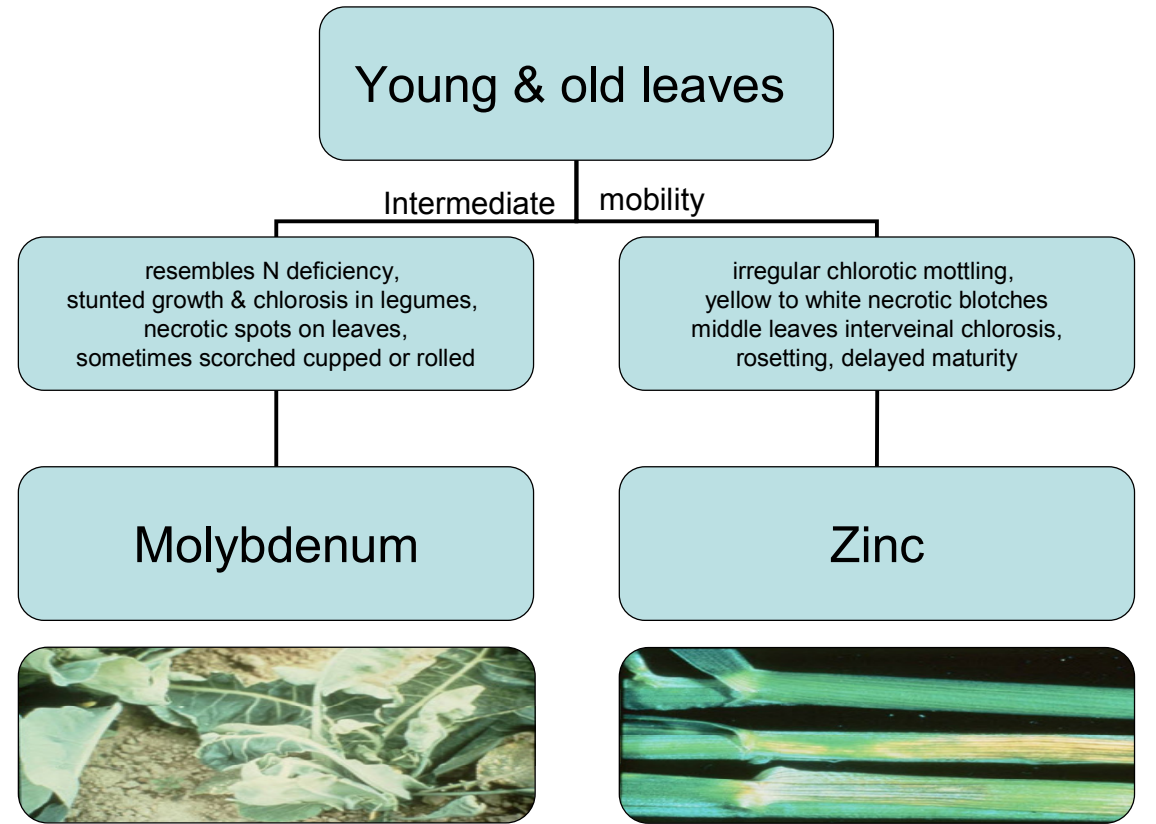 Young & old leaves
Intermediate mobility
resembles N deficiency,
stunted growth & chlorosis in legumes,
necrotic spots on leaves,
sometimes scorched cupped or rolled
irregular chlorotic mottling,
yellow to white necrotic blotches
middle leaves interveinal chlorosis,
rosetting, delayed maturity
Molybdenum
Zinc